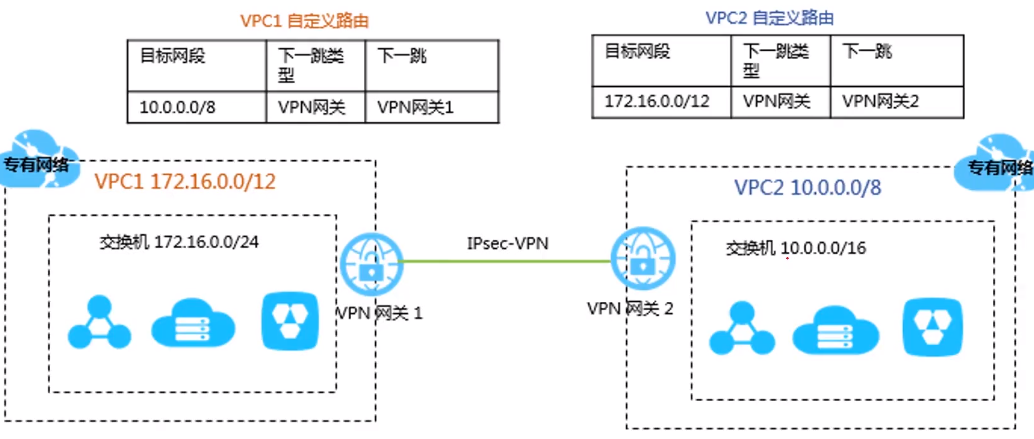 VPC1 自定义路由
目标网段 下一跳类型 下一跳
10.0.0.0/8 VPN网关 VPN网关1
VPC2 自定义路由
目标网段 下一跳类型 下一跳
172.16.0.0/12 VPN网关 VPN网关2
专有网络
VPC1 172.16.0.0/12
交换机 172.16.0.0/24
VPN 网关 1
IPsec-VPN
专有网络
VPC2 10.0.0.0/8
交换机 10.0.0.0/16
VPN 网关 2